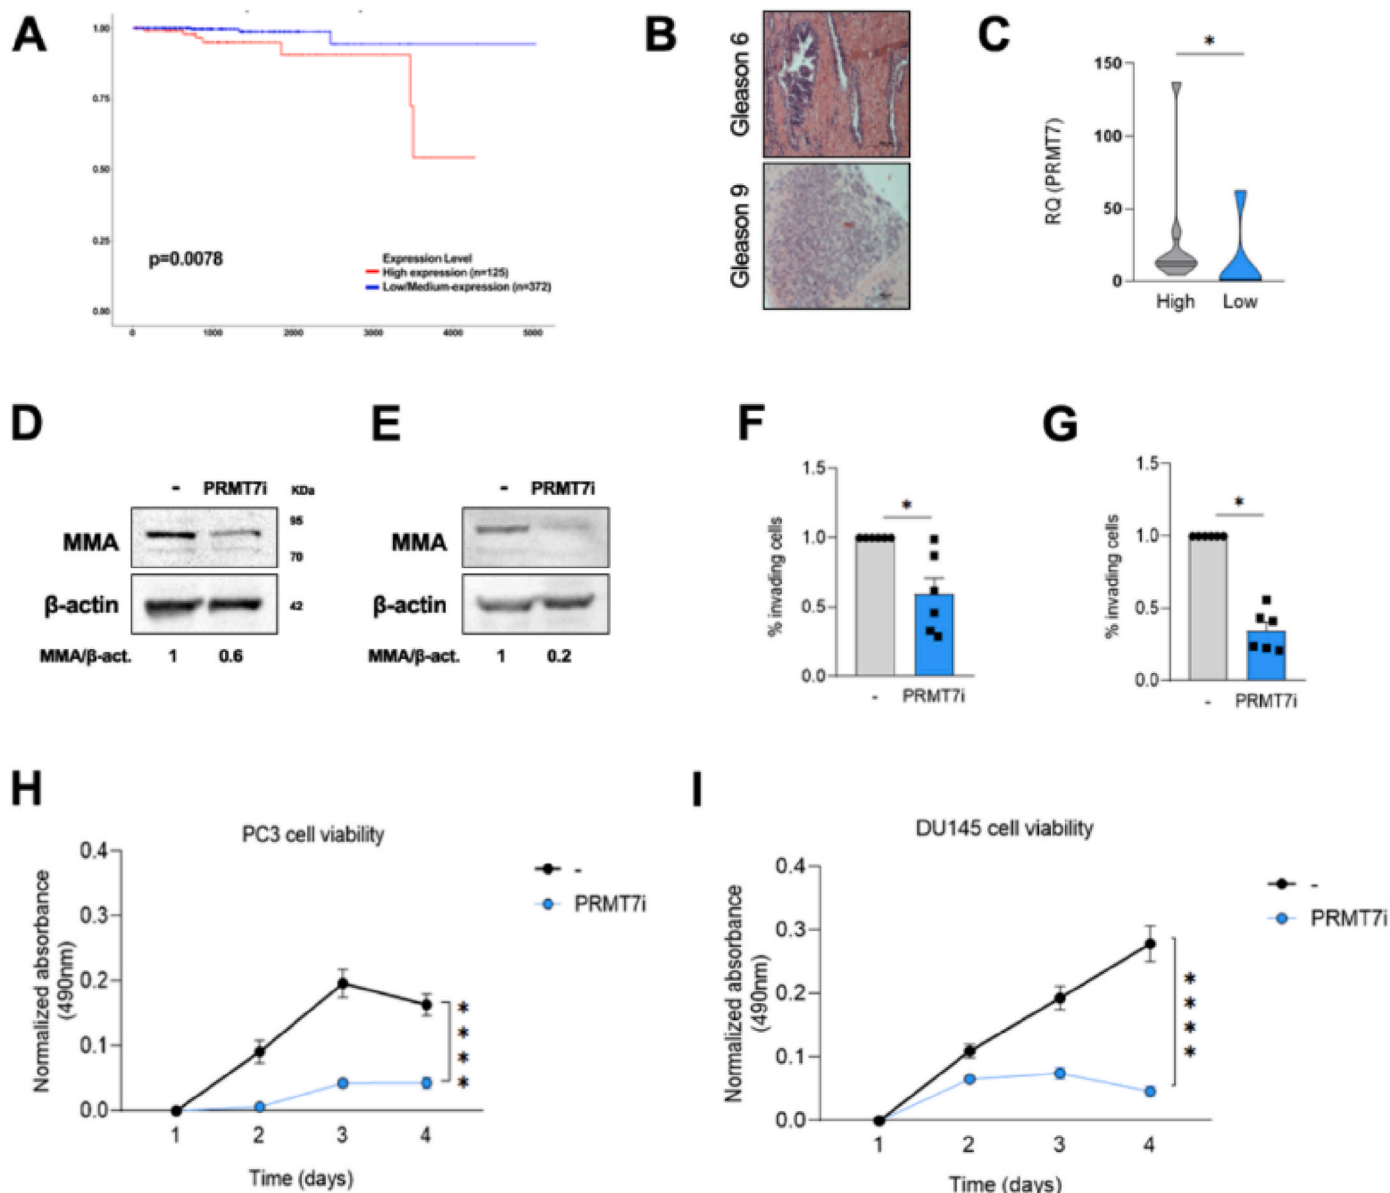 A
1.00
0.75
0.50
0.25
0.00
p=0.0078
Expression Level
High expression (n=125)
Low/Medium-expression (n=372)
0 1000 2000 3000 4000 5000
B
Gleason 6
Gleason 9
C
*
RQ (PRMT7)
150
100
50
0
High Low
D
- PRMT7i KDa
MMA
95
70
β-actin
42
MMA/β-act. 1 0.6
E
- PRMT7i
MMA
β-actin
MMA/β-act. 1 0.2
F
% invading cells
1.5
1.0
0.5
0.0
*
- PRMT7i
G
% invading cells
1.5
1.0
0.5
0.0
*
- PRMT7i
H
PC3 cell viability
Normalized absorbance
(490nm)
0.4
0.3
0.2
0.1
0.0
1 2 3 4
Time (days)
-
PRMT7i
****
I
DU145 cell viability
Normalized absorbance
(490nm)
0.4
0.3
0.2
0.1
0.0
1 2 3 4
Time (days)
-
PRMT7i
****